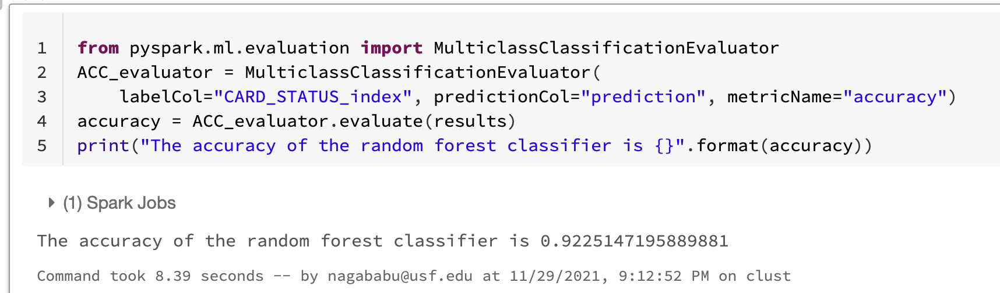 1 from pyspark.ml.evaluation import MulticlassClassificationEvaluator
2 ACC_evaluator = MulticlassClassificationEvaluator(
3     labelCol="CARD_STATUS_index", predictionCol="prediction", metricName="accuracy")
4 accuracy = ACC_evaluator.evaluate(results)
5 print("The accuracy of the random forest classifier is {}".format(accuracy))
(1) Spark Jobs
The accuracy of the random forest classifier is 0.9225147195889881
Command took 8.39 seconds -- by nagababu@usf.edu at 11/29/2021, 9:12:52 PM on clust